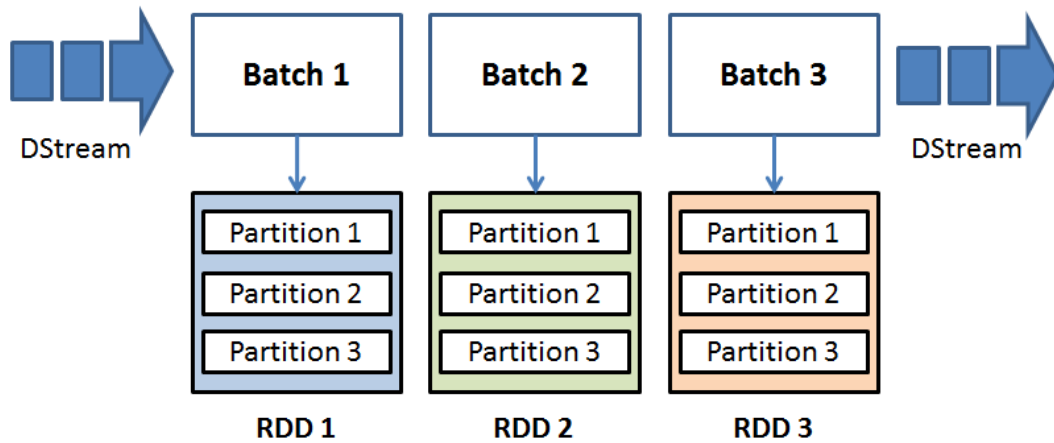 Batch 1
Batch 2
Batch 3
DStream
DStream
Partition 1
Partition 2
Partition 3
RDD 1
Partition 1
Partition 2
Partition 3
RDD 2
Partition 1
Partition 2
Partition 3
RDD 3